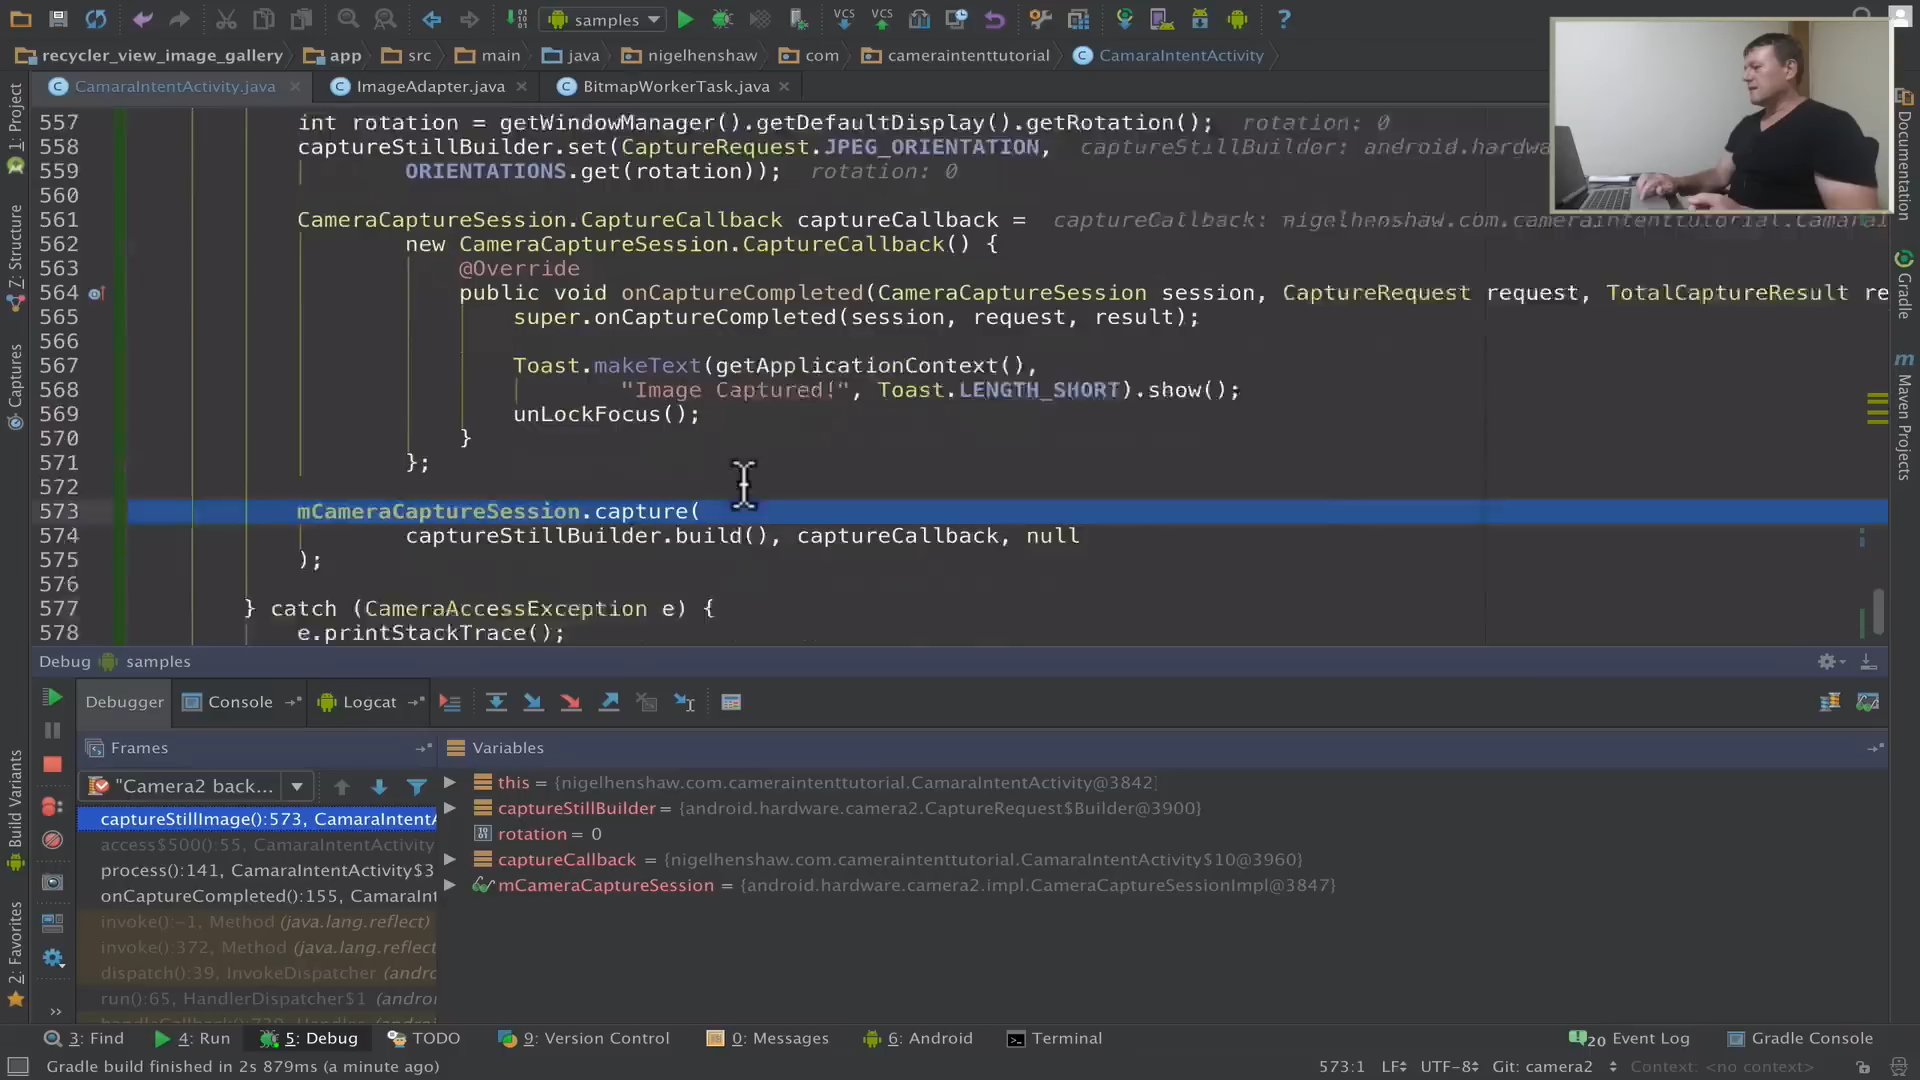 samples
recycler_view_image_gallery app src main java nigelhenshaw com cameraintenttutorial CamaraIntentActivity
CamaraIntentActivity.java ImageAdapter.java BitmapWorkerTask.java
557 int rotation = getWindowManager().getDefaultDisplay().getRotation(); rotation: 0
558 captureStillBuilder.set(CaptureRequest.JPEG_ORIENTATION, captureStillBuilder: android.hardwa
559 ORIENTATIONS.get(rotation)); rotation: 0
560
561 CameraCaptureSession.CaptureCallback captureCallback = captureCallback: nigelhenshaw.com.cameraintenttutorial.CamaraI
562 new CameraCaptureSession.CaptureCallback() {
563 @Override
564 public void onCaptureCompleted(CameraCaptureSession session, CaptureRequest request, TotalCaptureResult re
565 super.onCaptureCompleted(session, request, result);
566
567 Toast.makeText(getApplicationContext(),
568 "Image Captured!", Toast.LENGTH_SHORT).show();
569 unLockFocus();
570 }
571 };
572
573 mCameraCaptureSession.capture(
574 captureStillBuilder.build(), captureCallback, null
575 );
576
577 } catch (CameraAccessException e) {
578 e.printStackTrace();
1: Project
7: Structure
Captures
Build Variants
2: Favorites
Documentation
Gradle
Maven Projects
Debug samples
Debugger Console Logcat
Frames Variables
"Camera2 back...
captureStillImage():573, CamaraIntentA
access$500():55, CamaraIntentActivity
process():141, CamaraIntentActivity$3
onCaptureCompleted():155, CamaraInt
invoke():-1, Method (java.lang.reflect)
invoke():372, Method (java.lang.reflect
dispatch():39, InvokeDispatcher (andro
run():65, HandlerDispatcher$1 (androi
this = {nigelhenshaw.com.cameraintenttutorial.CamaraIntentActivity@3842}
captureStillBuilder = {android.hardware.camera2.CaptureRequest$Builder@3900}
rotation = 0
captureCallback = {nigelhenshaw.com.cameraintenttutorial.CamaraIntentActivity$10@3960}
mCameraCaptureSession = {android.hardware.camera2.impl.CameraCaptureSessionImpl@3847}
3: Find 4: Run 5: Debug TODO 9: Version Control 0: Messages 6: Android Terminal 20 Event Log Gradle Console
Gradle build finished in 2s 879ms (a minute ago) 573:1 LF UTF-8 Git: camera2 Context: <no context>